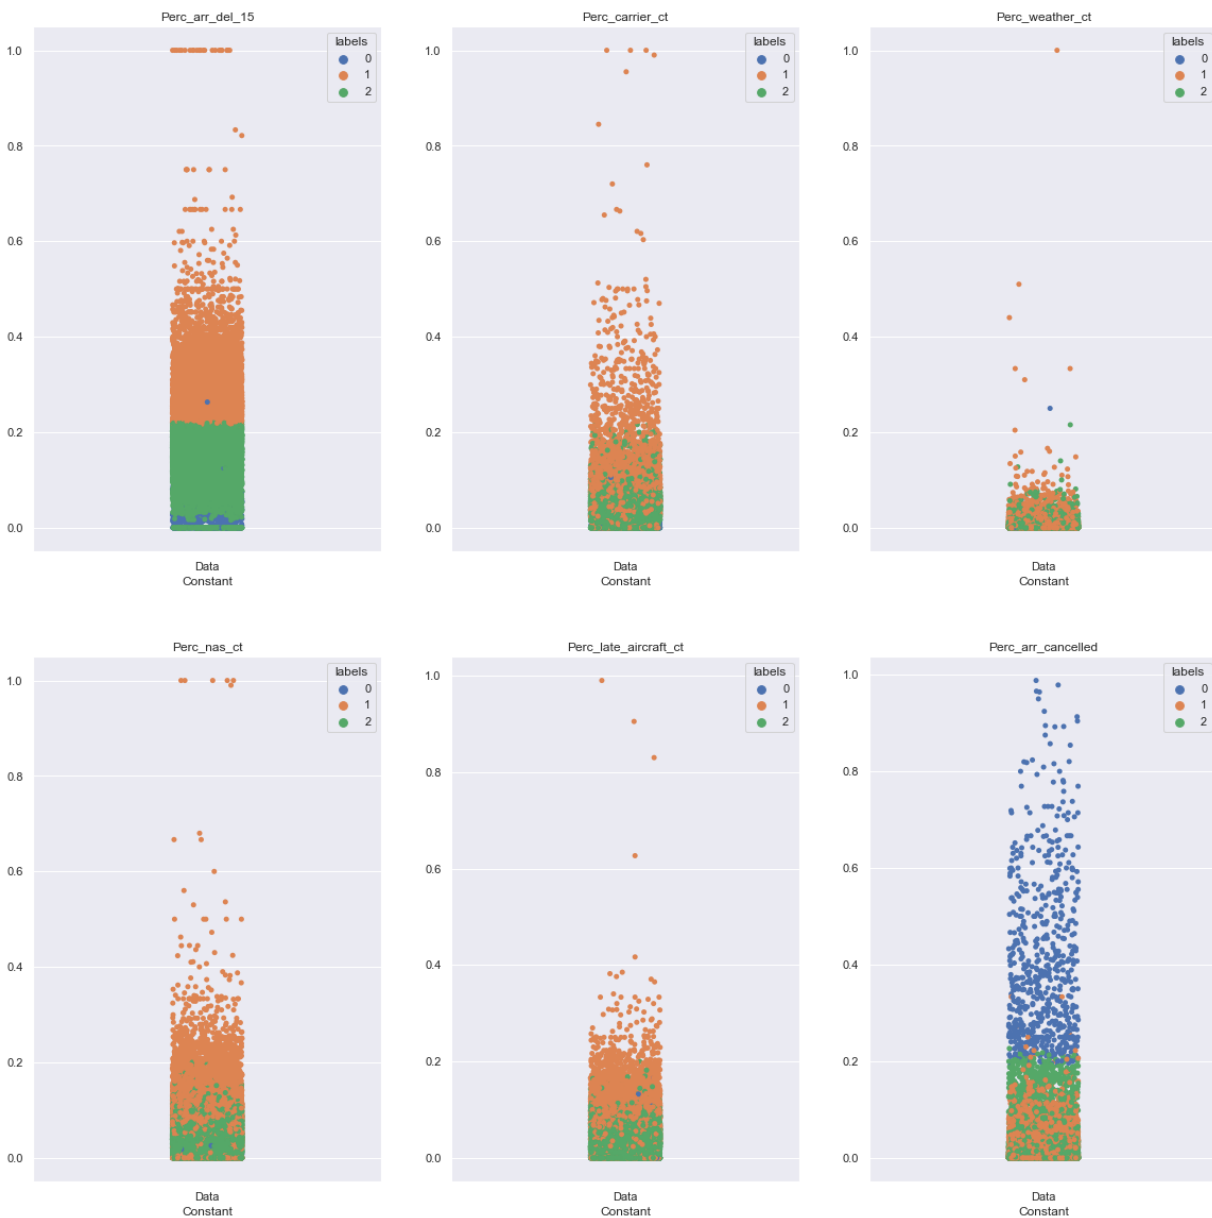 Perc_arr_del_15
labels
0
1
2
1.0
0.8
0.6
0.4
0.2
0.0
Data
Constant
Perc_carrier_ct
labels
0
1
2
1.0
0.8
0.6
0.4
0.2
0.0
Data
Constant
Perc_weather_ct
labels
0
1
2
1.0
0.8
0.6
0.4
0.2
0.0
Data
Constant
Perc_nas_ct
labels
0
1
2
1.0
0.8
0.6
0.4
0.2
0.0
Data
Constant
Perc_late_aircraft_ct
labels
0
1
2
1.0
0.8
0.6
0.4
0.2
0.0
Data
Constant
Perc_arr_cancelled
labels
0
1
2
1.0
0.8
0.6
0.4
0.2
0.0
Data
Constant